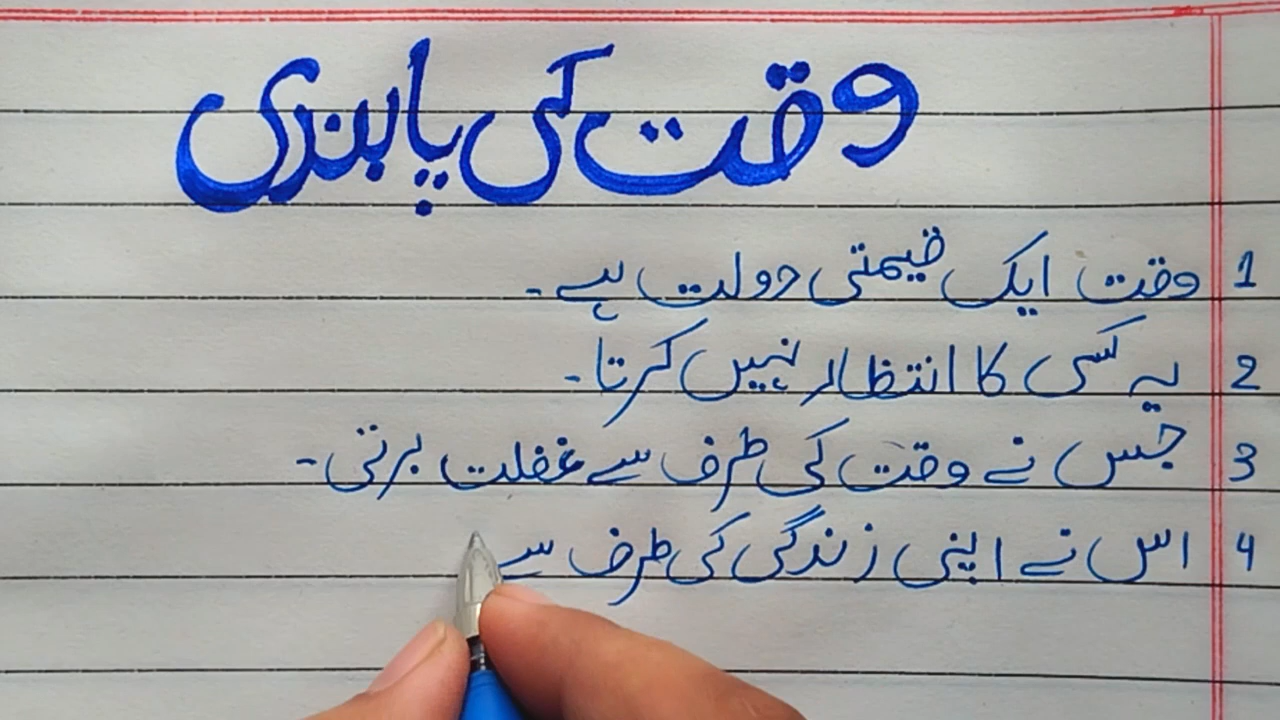 وقت کی پابندی
1 وقت ایک قیمتی دولت ہے۔
2 یہ کسی کا انتظار نہیں کرتا۔
3 جس نے وقت کی طرف سے غفلت برتی۔
4 اس نے اپنی زندگی کی طرف سے